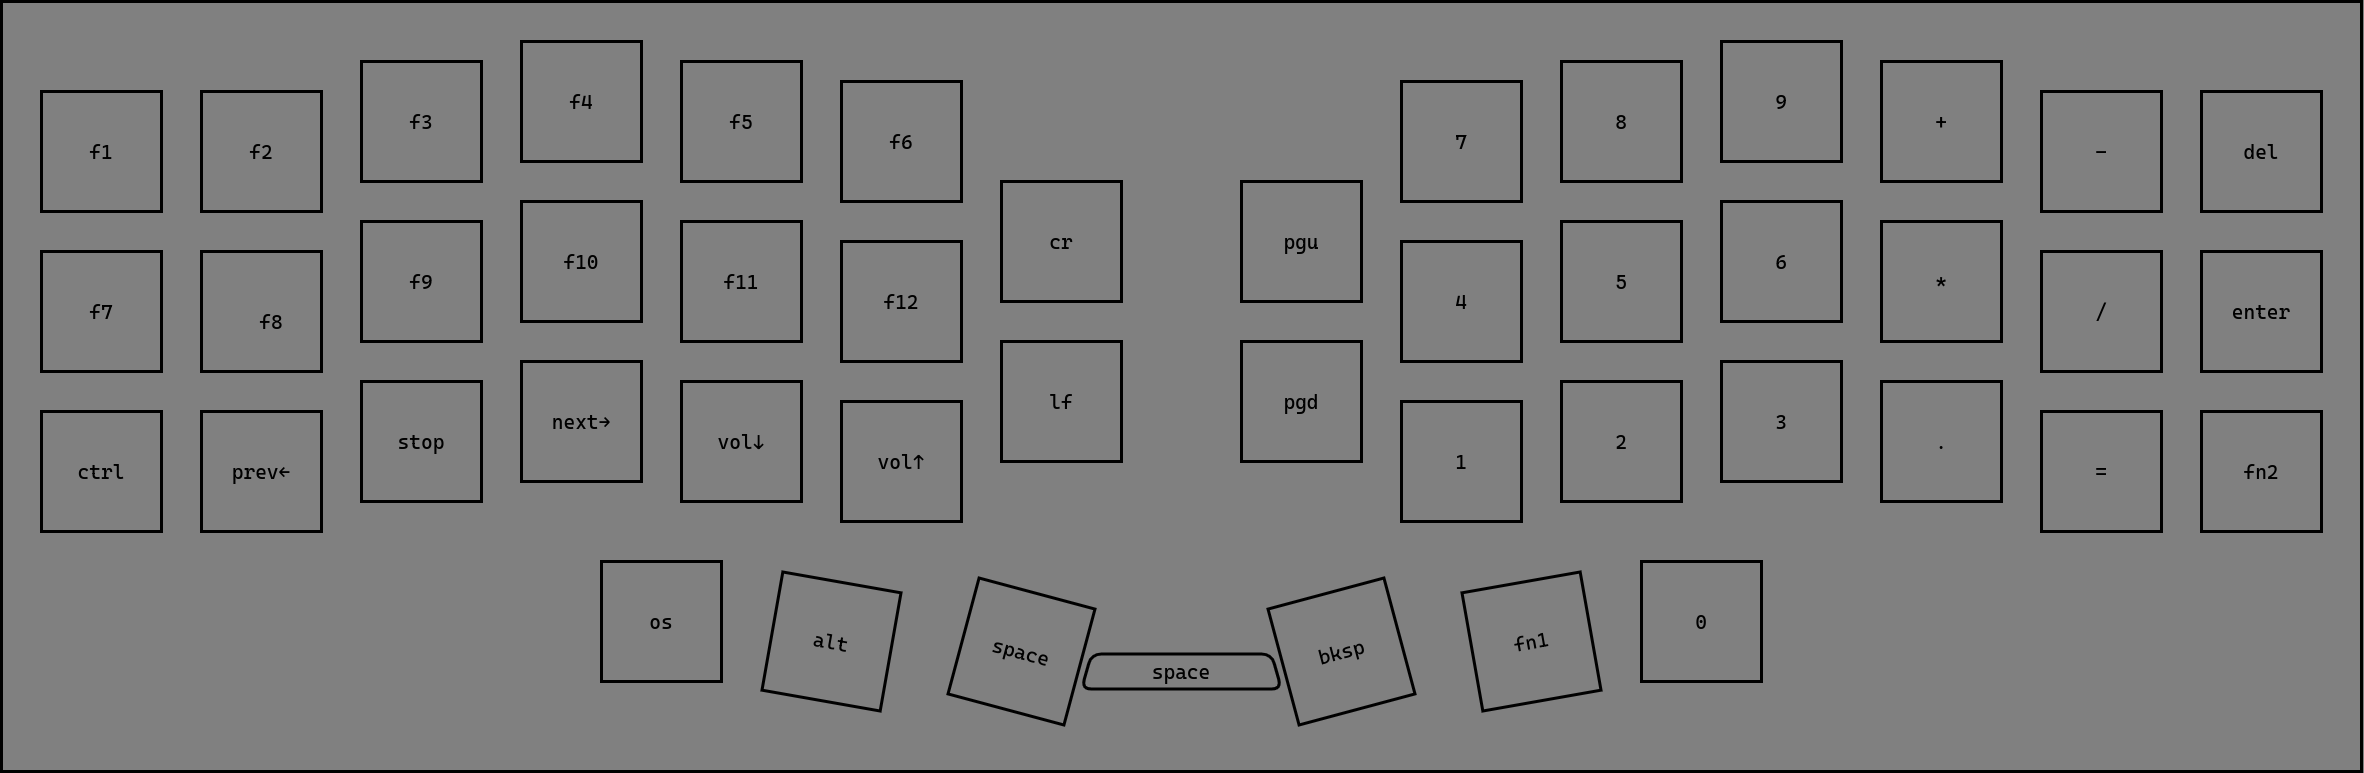 f1 f2 f3 f4 f5 f6 7 8 9 + − del
f7 f8 f9 f10 f11 f12 cr pgu 4 5 6 * / enter
ctrl prev← stop next→ vol↓ vol↑ lf pgd 1 2 3 . = fn2
os alt space space bksp fn1 0